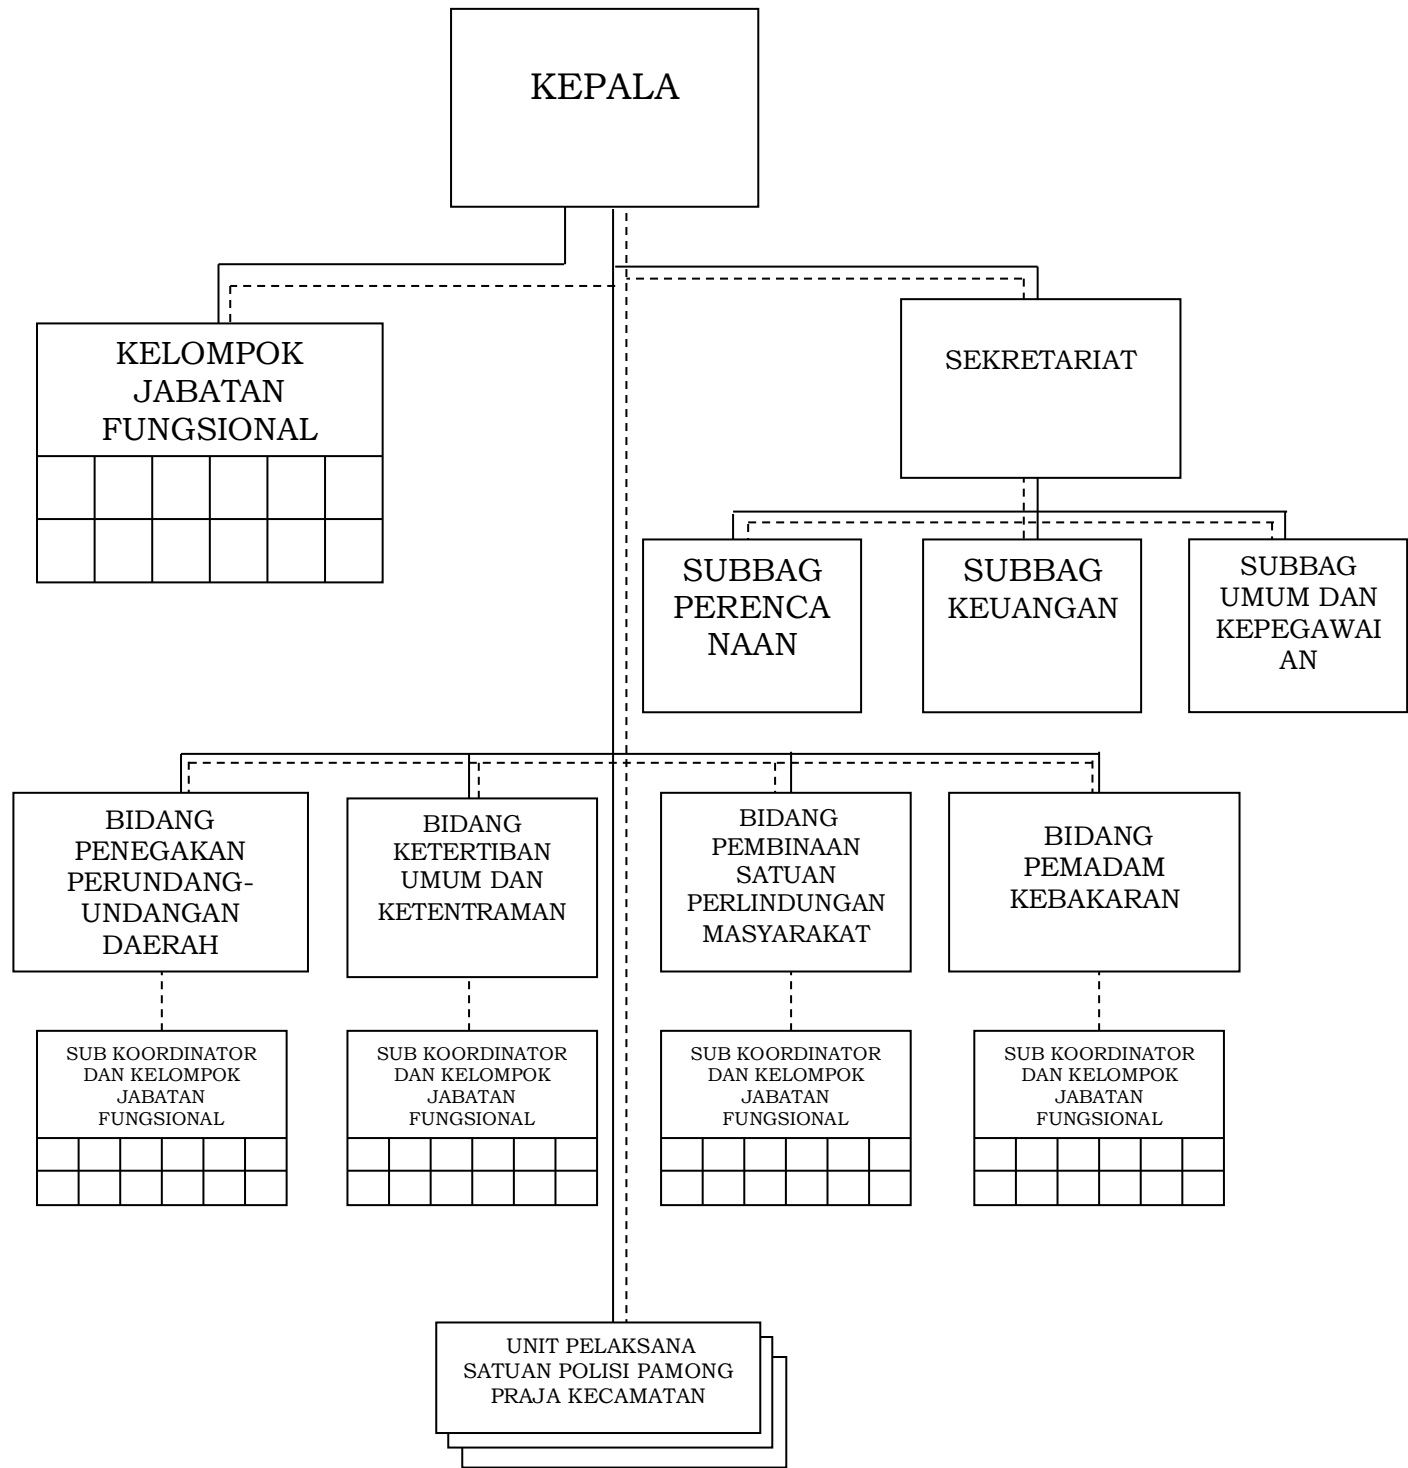 KEPALA
KELOMPOK
JABATAN
FUNGSIONAL
SEKRETARIAT
SUBBAG
PERENCA
NAAN
SUBBAG
KEUANGAN
SUBBAG
UMUM DAN
KEPEGAWAI
AN
BIDANG
PENEGAKAN
PERUNDANG-
UNDANGAN
DAERAH
BIDANG
KETERTIBAN
UMUM DAN
KETENTRAMAN
BIDANG
PEMBINAAN
SATUAN
PERLINDUNGAN
MASYARAKAT
BIDANG
PEMADAM
KEBAKARAN
SUB KOORDINATOR
DAN KELOMPOK
JABATAN
FUNGSIONAL
SUB KOORDINATOR
DAN KELOMPOK
JABATAN
FUNGSIONAL
SUB KOORDINATOR
DAN KELOMPOK
JABATAN
FUNGSIONAL
SUB KOORDINATOR
DAN KELOMPOK
JABATAN
FUNGSIONAL
UNIT PELAKSANA
SATUAN POLISI PAMONG
PRAJA KECAMATAN